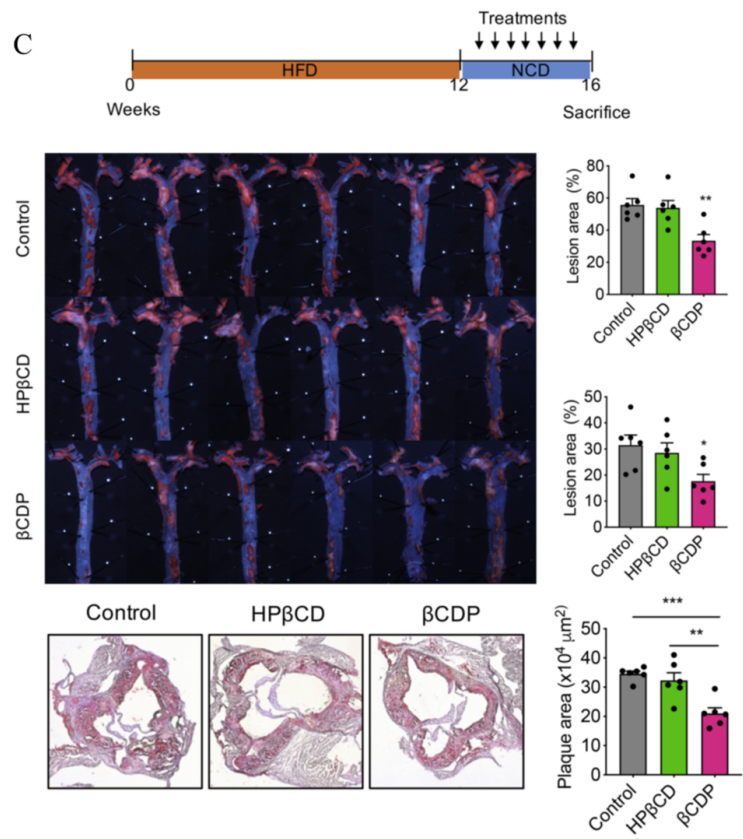 C
Treatments
HFD
NCD
0
12
16
Weeks
Sacrifice
Control
HPβCD
βCDP
Lesion area (%)
80
60
40
20
0
**
Control
HPβCD
βCDP
Lesion area (%)
50
40
30
20
10
0
*
Control
HPβCD
βCDP
Control
HPβCD
βCDP
Plaque area (x10⁴ μm²)
50
40
30
20
10
0
***
**
Control
HPβCD
βCDP